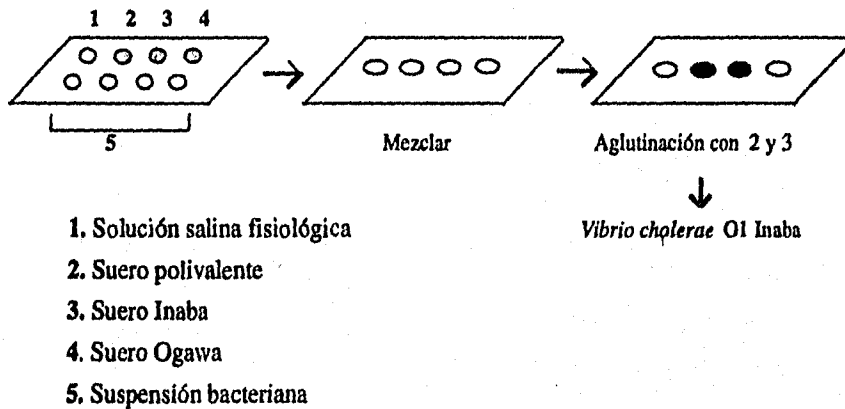 1 2 3 4
5
Mezclar
Aglutinación con 2 y 3
Vibrio cholerae O1 Inaba
1. Solución salina fisiológica
2. Suero polivalente
3. Suero Inaba
4. Suero Ogawa
5. Suspensión bacteriana